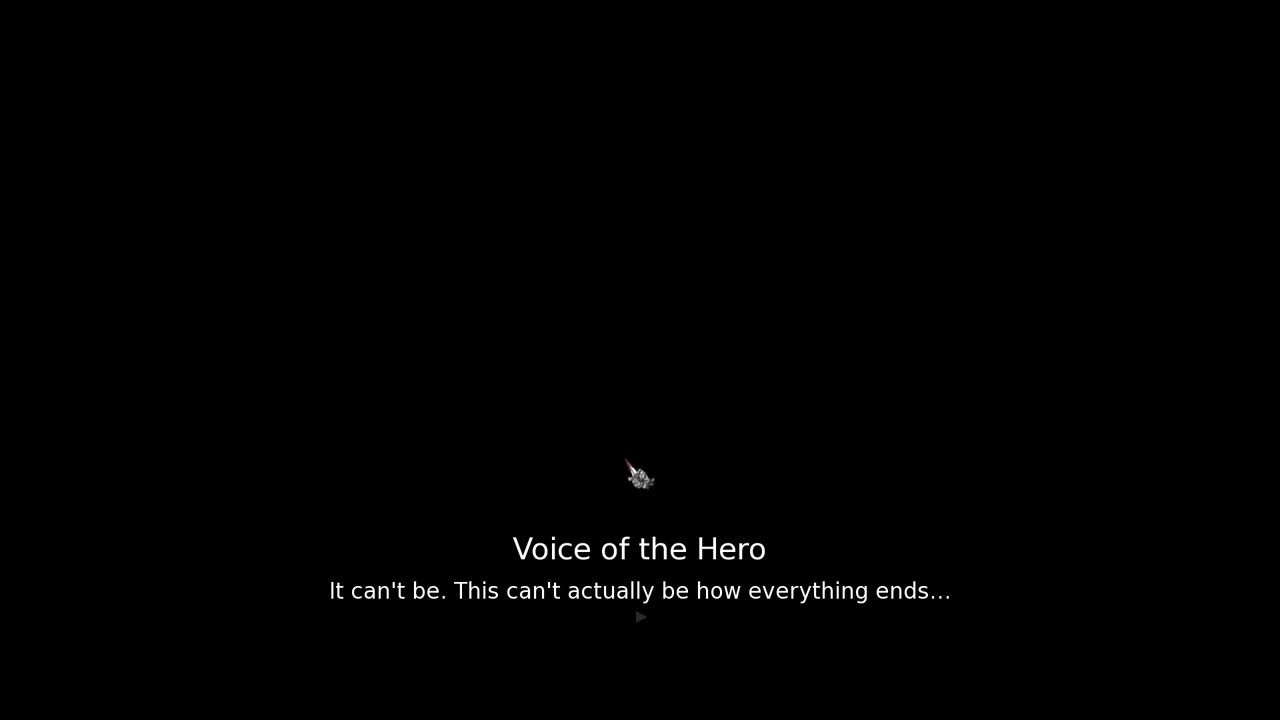 Voice of the Hero
It can't be. This can't actually be how everything ends...